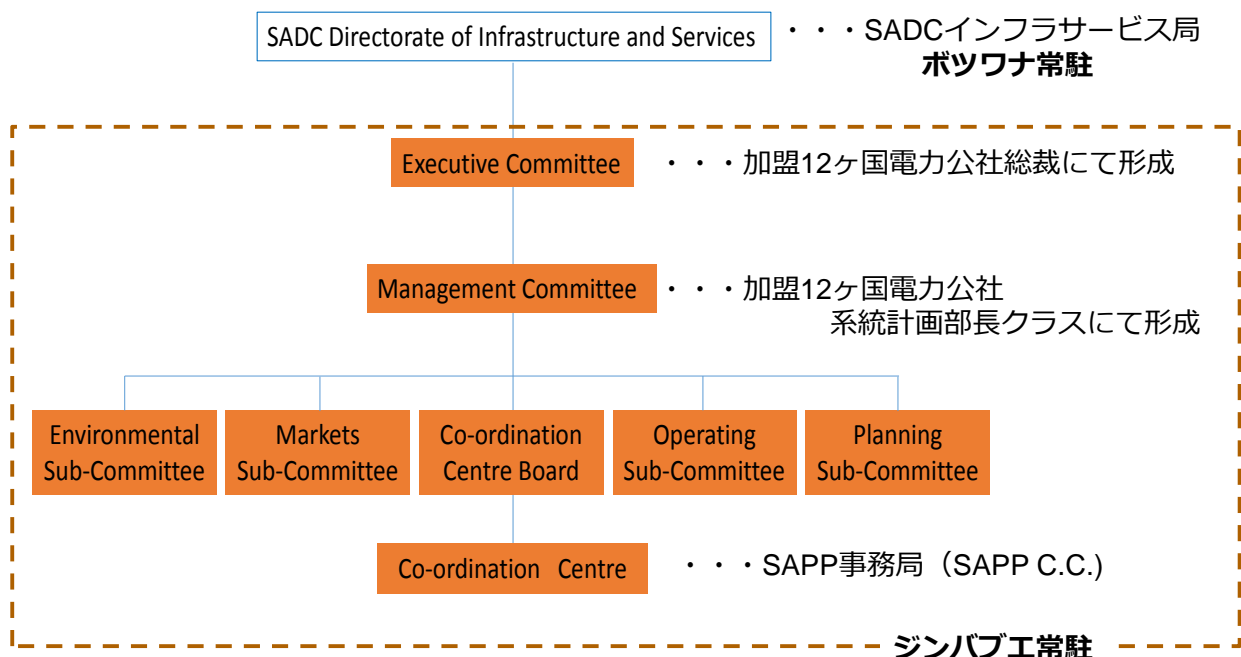 SADC Directorate of Infrastructure and Services ・・・SADCインフラサービス局
ボツワナ常駐
Executive Committee ・・・加盟12ヶ国電力公社総裁にて形成
Management Committee ・・・加盟12ヶ国電力公社
系統計画部長クラスにて形成
Environmental Sub-Committee
Markets Sub-Committee
Co-ordination Centre Board
Operating Sub-Committee
Planning Sub-Committee
Co-ordination Centre ・・・SAPP事務局（SAPP C.C.)
ジンバブエ常駐